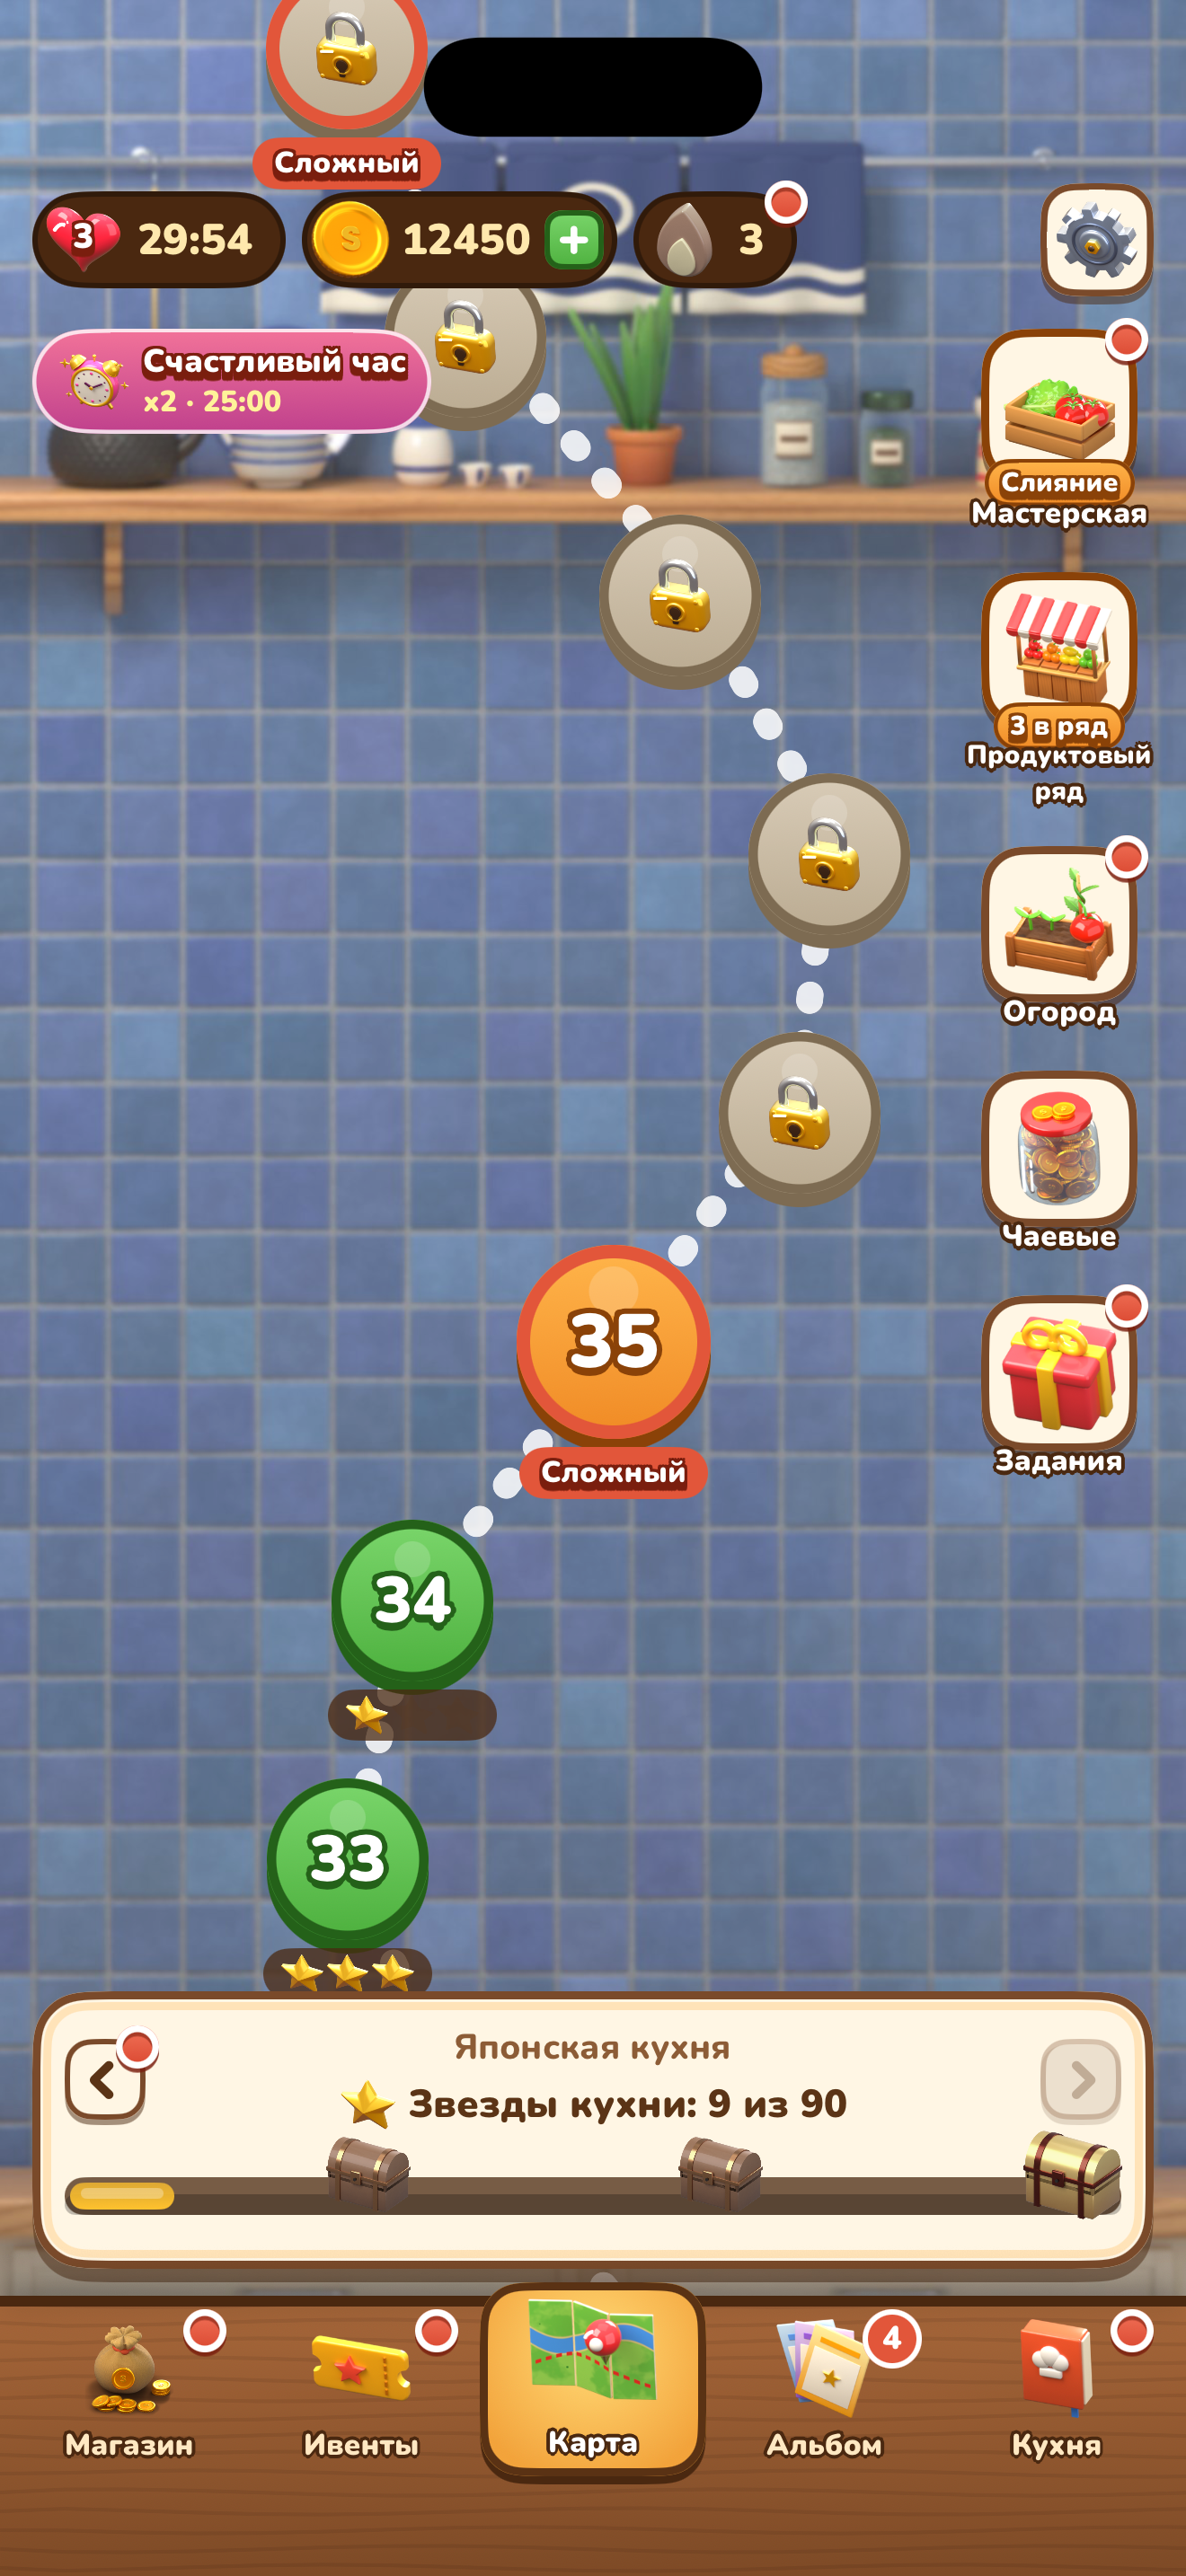 Сложный
3
29:54
12450
3
Счастливый час
x2 · 25:00
Слияние
Мастерская
3 в ряд
Продуктовый
ряд
Огород
Чаевые
35
Сложный
Задания
34
33
Японская кухня
Звезды кухни: 9 из 90
4
Магазин
Ивенты
Карта
Альбом
Кухня